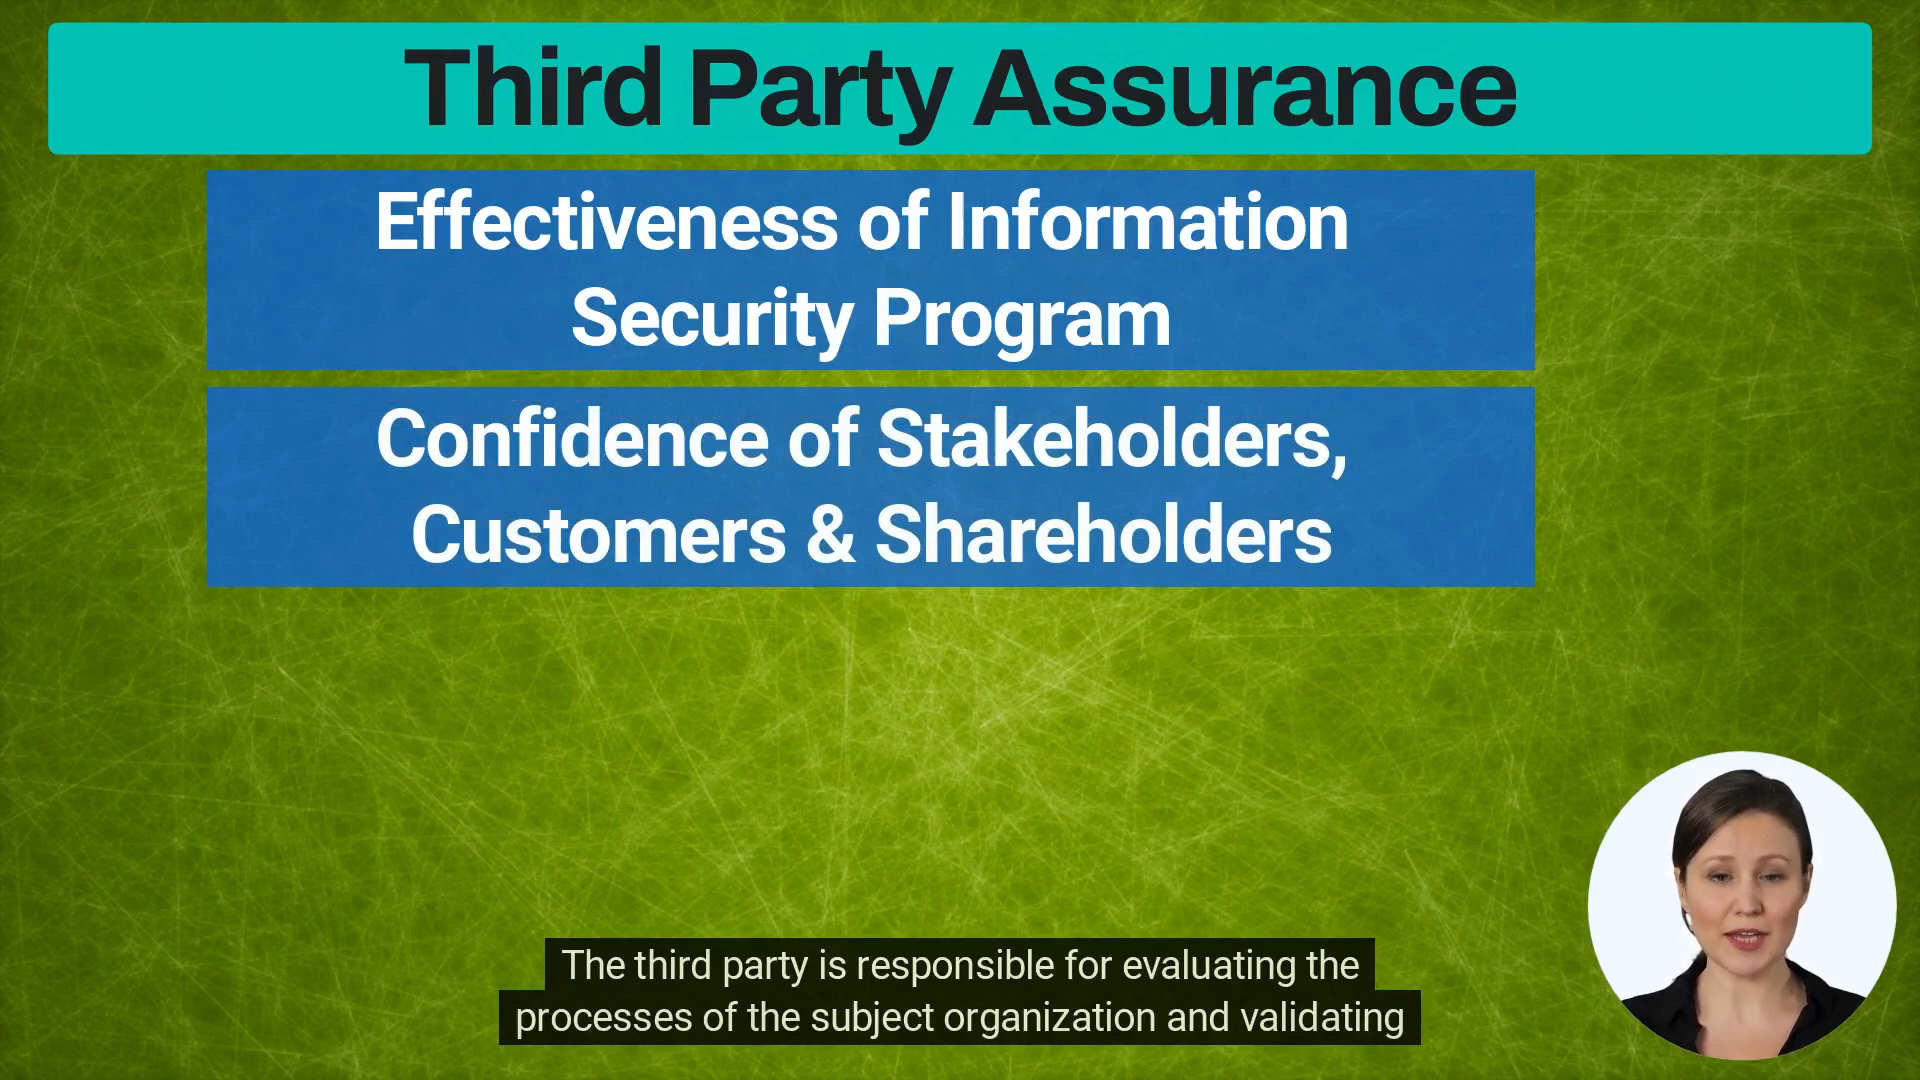 Third Party Assurance
Effectiveness of Information
Security Program
Confidence of Stakeholders,
Customers & Shareholders
The third party is responsible for evaluating the
processes of the subject organization and validating